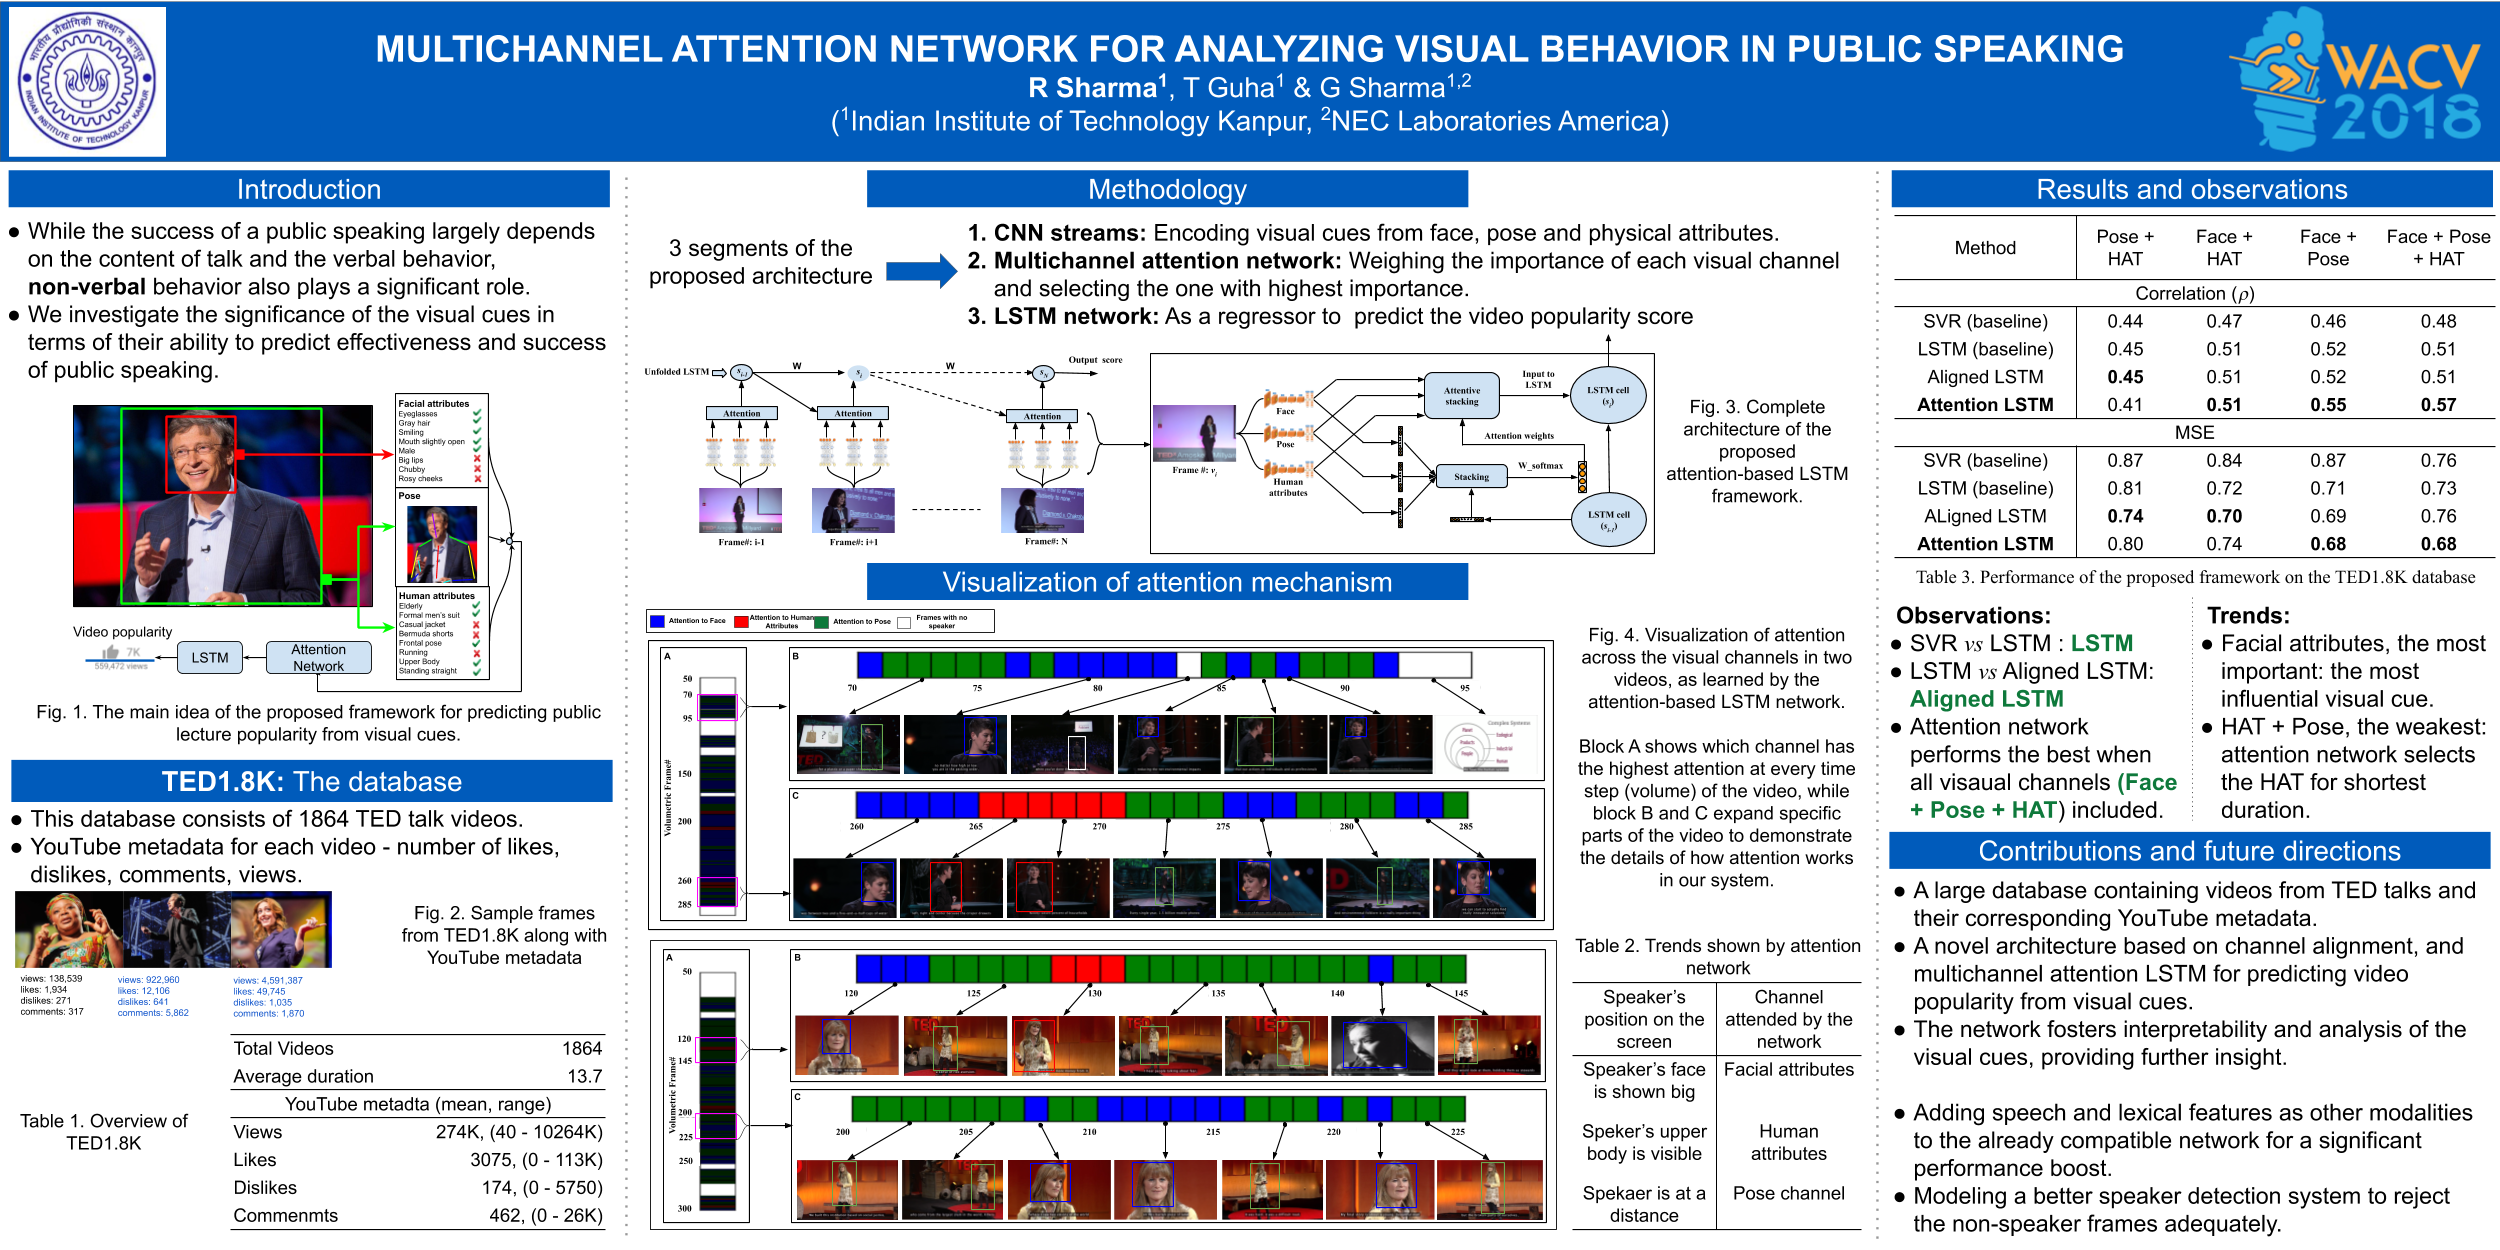 MULTICHANNEL ATTENTION NETWORK FOR ANALYZING VISUAL BEHAVIOR IN PUBLIC SPEAKING
R Sharma1, T Guha1 & G Sharma1,2
(1Indian Institute of Technology Kanpur, 2NEC Laboratories America)
INDIAN INSTITUTE OF TECHNOLOGY KANPUR
WACV
2018
Introduction
● While the success of a public speaking largely depends
on the content of talk and the verbal behavior,
non-verbal behavior also plays a significant role.
● We investigate the significance of the visual cues in
terms of their ability to predict effectiveness and success
of public speaking.
Facial attributes
Eyeglasses
Gray hair
Smiling
Mouth slightly open
Male
Big lips
Chubby
Rosy cheeks
Pose
Human attributes
Elderly
Formal men's suit
Casual jacket
Bermuda shorts
Frontal pose
Running
Upper Body
Standing straight
Video popularity
7K
559,472 views
LSTM
Attention
Network
Fig. 1. The main idea of the proposed framework for predicting public
lecture popularity from visual cues.
TED1.8K: The database
● This database consists of 1864 TED talk videos.
● YouTube metadata for each video - number of likes,
dislikes, comments, views.
views: 138,539
likes: 1,934
dislikes: 271
comments: 317
views: 922,960
likes: 12,106
dislikes: 641
comments: 5,862
views: 4,591,387
likes: 49,745
dislikes: 1,035
comments: 1,870
Fig. 2. Sample frames
from TED1.8K along with
YouTube metadata
Table 1. Overview of
TED1.8K
Total Videos 1864
Average duration 13.7
YouTube metadta (mean, range)
Views 274K, (40 - 10264K)
Likes 3075, (0 - 113K)
Dislikes 174, (0 - 5750)
Commenmts 462, (0 - 26K)
Methodology
3 segments of the
proposed architecture
1. CNN streams: Encoding visual cues from face, pose and physical attributes.
2. Multichannel attention network: Weighing the importance of each visual channel
and selecting the one with highest importance.
3. LSTM network: As a regressor to predict the video popularity score
Unfolded LSTM
si-1
W
si
W
sN
Output score
Attention
Attention
Attention
Frame#: i-1
Frame#: i+1
Frame#: N
Frame #: vi
Face
Pose
Human
attributes
Attentive
stacking
Input to
LSTM
LSTM cell
(si)
Attention weights
Stacking
W_softmax
LSTM cell
(si-1)
Fig. 3. Complete
architecture of the
proposed
attention-based LSTM
framework.
Visualization of attention mechanism
Attention to Face
Attention to Human
Attributes
Attention to Pose
Frames with no
speaker
A
50
70
95
150
200
260
285
Volumetric Frame#
B
70 75 80 85 90 95
C
260 265 270 275 280 285
A
50
120
145
200
225
250
300
Volumetric Frame#
B
120 125 130 135 140 145
C
200 205 210 215 220 225
Fig. 4. Visualization of attention
across the visual channels in two
videos, as learned by the
attention-based LSTM network.
Block A shows which channel has
the highest attention at every time
step (volume) of the video, while
block B and C expand specific
parts of the video to demonstrate
the details of how attention works
in our system.
Table 2. Trends shown by attention
network
Speaker's
position on the
screen
Channel
attended by the
network
Speaker's face
is shown big
Facial attributes
Speker's upper
body is visible
Human
attributes
Spekaer is at a
distance
Pose channel
Results and observations
Method
Pose +
HAT
Face +
HAT
Face +
Pose
Face + Pose
+ HAT
Correlation (ρ)
SVR (baseline) 0.44 0.47 0.46 0.48
LSTM (baseline) 0.45 0.51 0.52 0.51
Aligned LSTM 0.45 0.51 0.52 0.51
Attention LSTM 0.41 0.51 0.55 0.57
MSE
SVR (baseline) 0.87 0.84 0.87 0.76
LSTM (baseline) 0.81 0.72 0.71 0.73
ALigned LSTM 0.74 0.70 0.69 0.76
Attention LSTM 0.80 0.74 0.68 0.68
Table 3. Performance of the proposed framework on the TED1.8K database
Observations:
● SVR vs LSTM : LSTM
● LSTM vs Aligned LSTM:
Aligned LSTM
● Attention network
performs the best when
all visaual channels (Face
+ Pose + HAT) included.
Trends:
● Facial attributes, the most
important: the most
influential visual cue.
● HAT + Pose, the weakest:
attention network selects
the HAT for shortest
duration.
Contributions and future directions
● A large database containing videos from TED talks and
their corresponding YouTube metadata.
● A novel architecture based on channel alignment, and
multichannel attention LSTM for predicting video
popularity from visual cues.
● The network fosters interpretability and analysis of the
visual cues, providing further insight.
● Adding speech and lexical features as other modalities
to the already compatible network for a significant
performance boost.
● Modeling a better speaker detection system to reject
the non-speaker frames adequately.